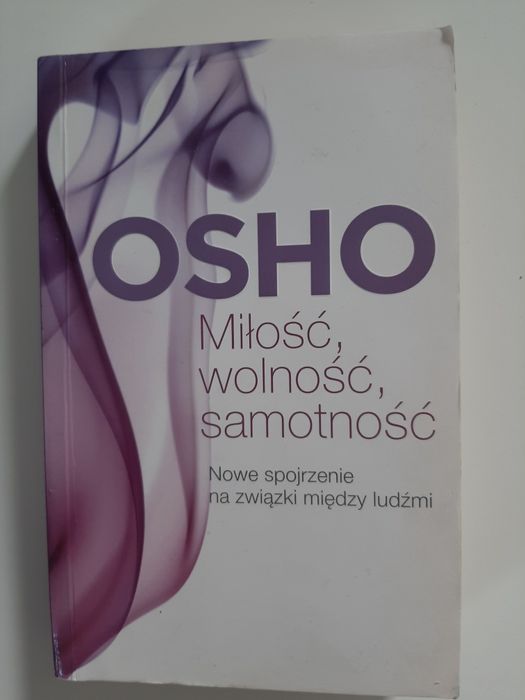 OSHO
Miłość,
wolność,
samotność
Nowe spojrzenie
na związki między ludźmi